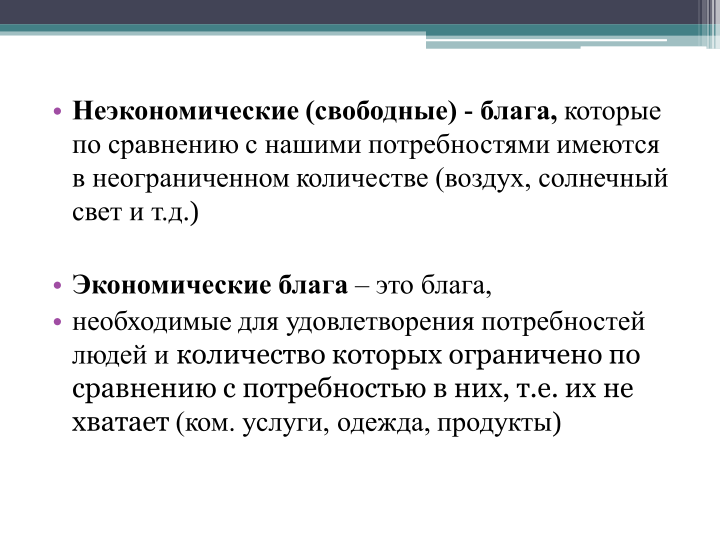 • Неэкономические (свободные) - блага, которые
по сравнению с нашими потребностями имеются
в неограниченном количестве (воздух, солнечный
свет и т.д.)
• Экономические блага – это блага,
• необходимые для удовлетворения потребностей
людей и количество которых ограничено по
сравнению с потребностью в них, т.е. их не
хватает (ком. услуги, одежда, продукты)